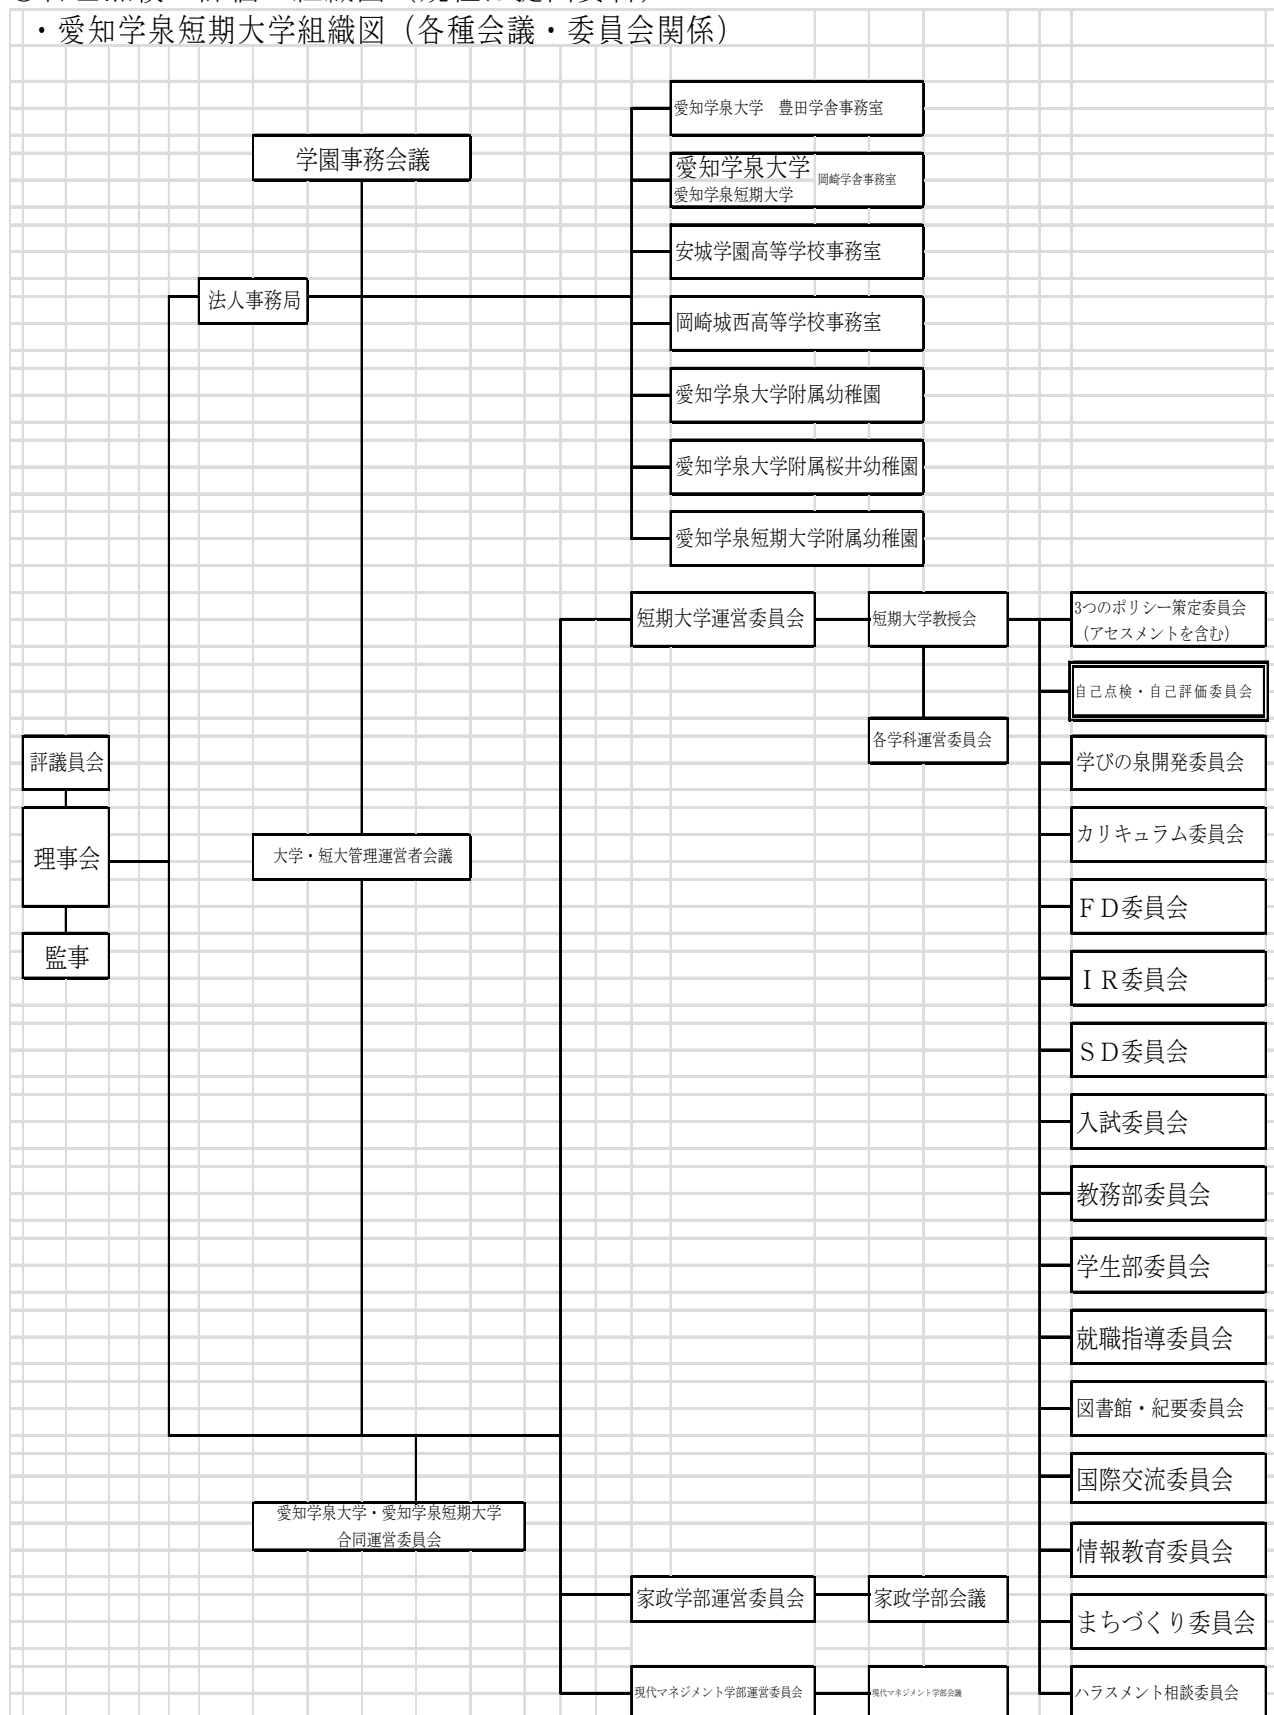 ・愛知学泉短期大学組織図（各種会議・委員会関係）
愛知学泉大学　豊田学舎事務室
学園事務会議
愛知学泉大学
愛知学泉短期大学
岡崎学舎事務室
安城学園高等学校事務室
法人事務局
岡崎城西高等学校事務室
愛知学泉大学附属幼稚園
愛知学泉大学附属桜井幼稚園
愛知学泉短期大学附属幼稚園
短期大学運営委員会
短期大学教授会
3つのポリシー策定委員会
（アセスメントを含む）
自己点検・自己評価委員会
各学科運営委員会
評議員会
学びの泉開発委員会
理事会
大学・短大管理運営者会議
カリキュラム委員会
ＦＤ委員会
監事
ＩＲ委員会
ＳＤ委員会
入試委員会
教務部委員会
学生部委員会
就職指導委員会
図書館・紀要委員会
国際交流委員会
愛知学泉大学・愛知学泉短期大学
合同運営委員会
情報教育委員会
家政学部運営委員会
家政学部会議
まちづくり委員会
現代マネジメント学部運営委員会
現代マネジメント学部会議
ハラスメント相談委員会